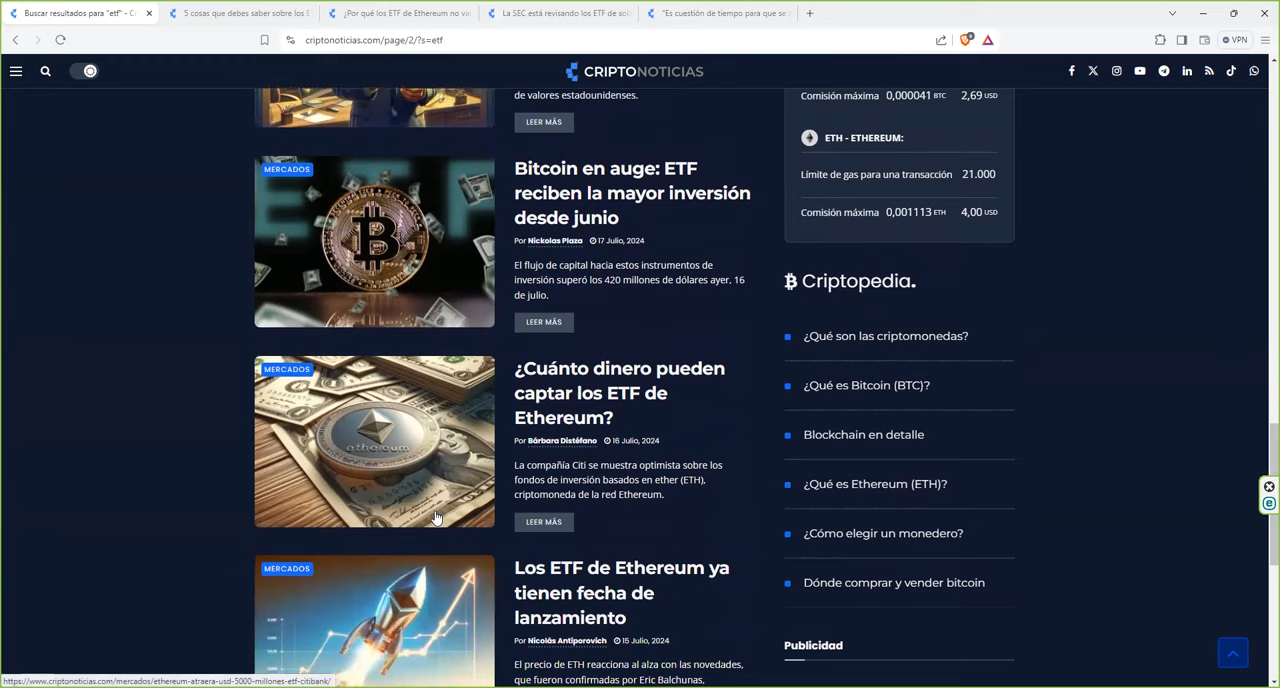 Buscar resultados para "etf" - C
5 cosas que debes saber sobre los E
¿Por qué los ETF de Ethereum no va
La SEC está revisando los ETF de so
"Es cuestión de tiempo para que se
criptonoticias.com/page/2/?s=etf
VPN
CRIPTONOTICIAS
de valores estadounidenses.
LEER MÁS
MERCADOS
Bitcoin en auge: ETF
reciben la mayor inversión
desde junio
Por Nickolas Plaza 17 Julio, 2024
El flujo de capital hacia estos instrumentos de
inversión superó los 420 millones de dólares ayer, 16
de julio.
LEER MÁS
MERCADOS
ethereum
¿Cuánto dinero pueden
captar los ETF de
Ethereum?
Por Bárbara Distéfano 16 Julio, 2024
La compañía Citi se muestra optimista sobre los
fondos de inversión basados en ether (ETH),
criptomoneda de la red Ethereum.
LEER MÁS
MERCADOS
Los ETF de Ethereum ya
tienen fecha de
lanzamiento
Por Nicolás Antiporovich 15 Julio, 2024
El precio de ETH reacciona al alza con las novedades,
que fueron confirmadas por Eric Balchunas,
Comisión máxima 0,000041 BTC 2,69 USD
ETH - ETHEREUM:
Límite de gas para una transacción 21.000
Comisión máxima 0,001113 ETH 4,00 USD
Criptopedia.
¿Qué son las criptomonedas?
¿Qué es Bitcoin (BTC)?
Blockchain en detalle
¿Qué es Ethereum (ETH)?
¿Cómo elegir un monedero?
Dónde comprar y vender bitcoin
Publicidad
https://www.criptonoticias.com/mercados/ethereum-atraera-usd-5000-millones-etf-citibank/